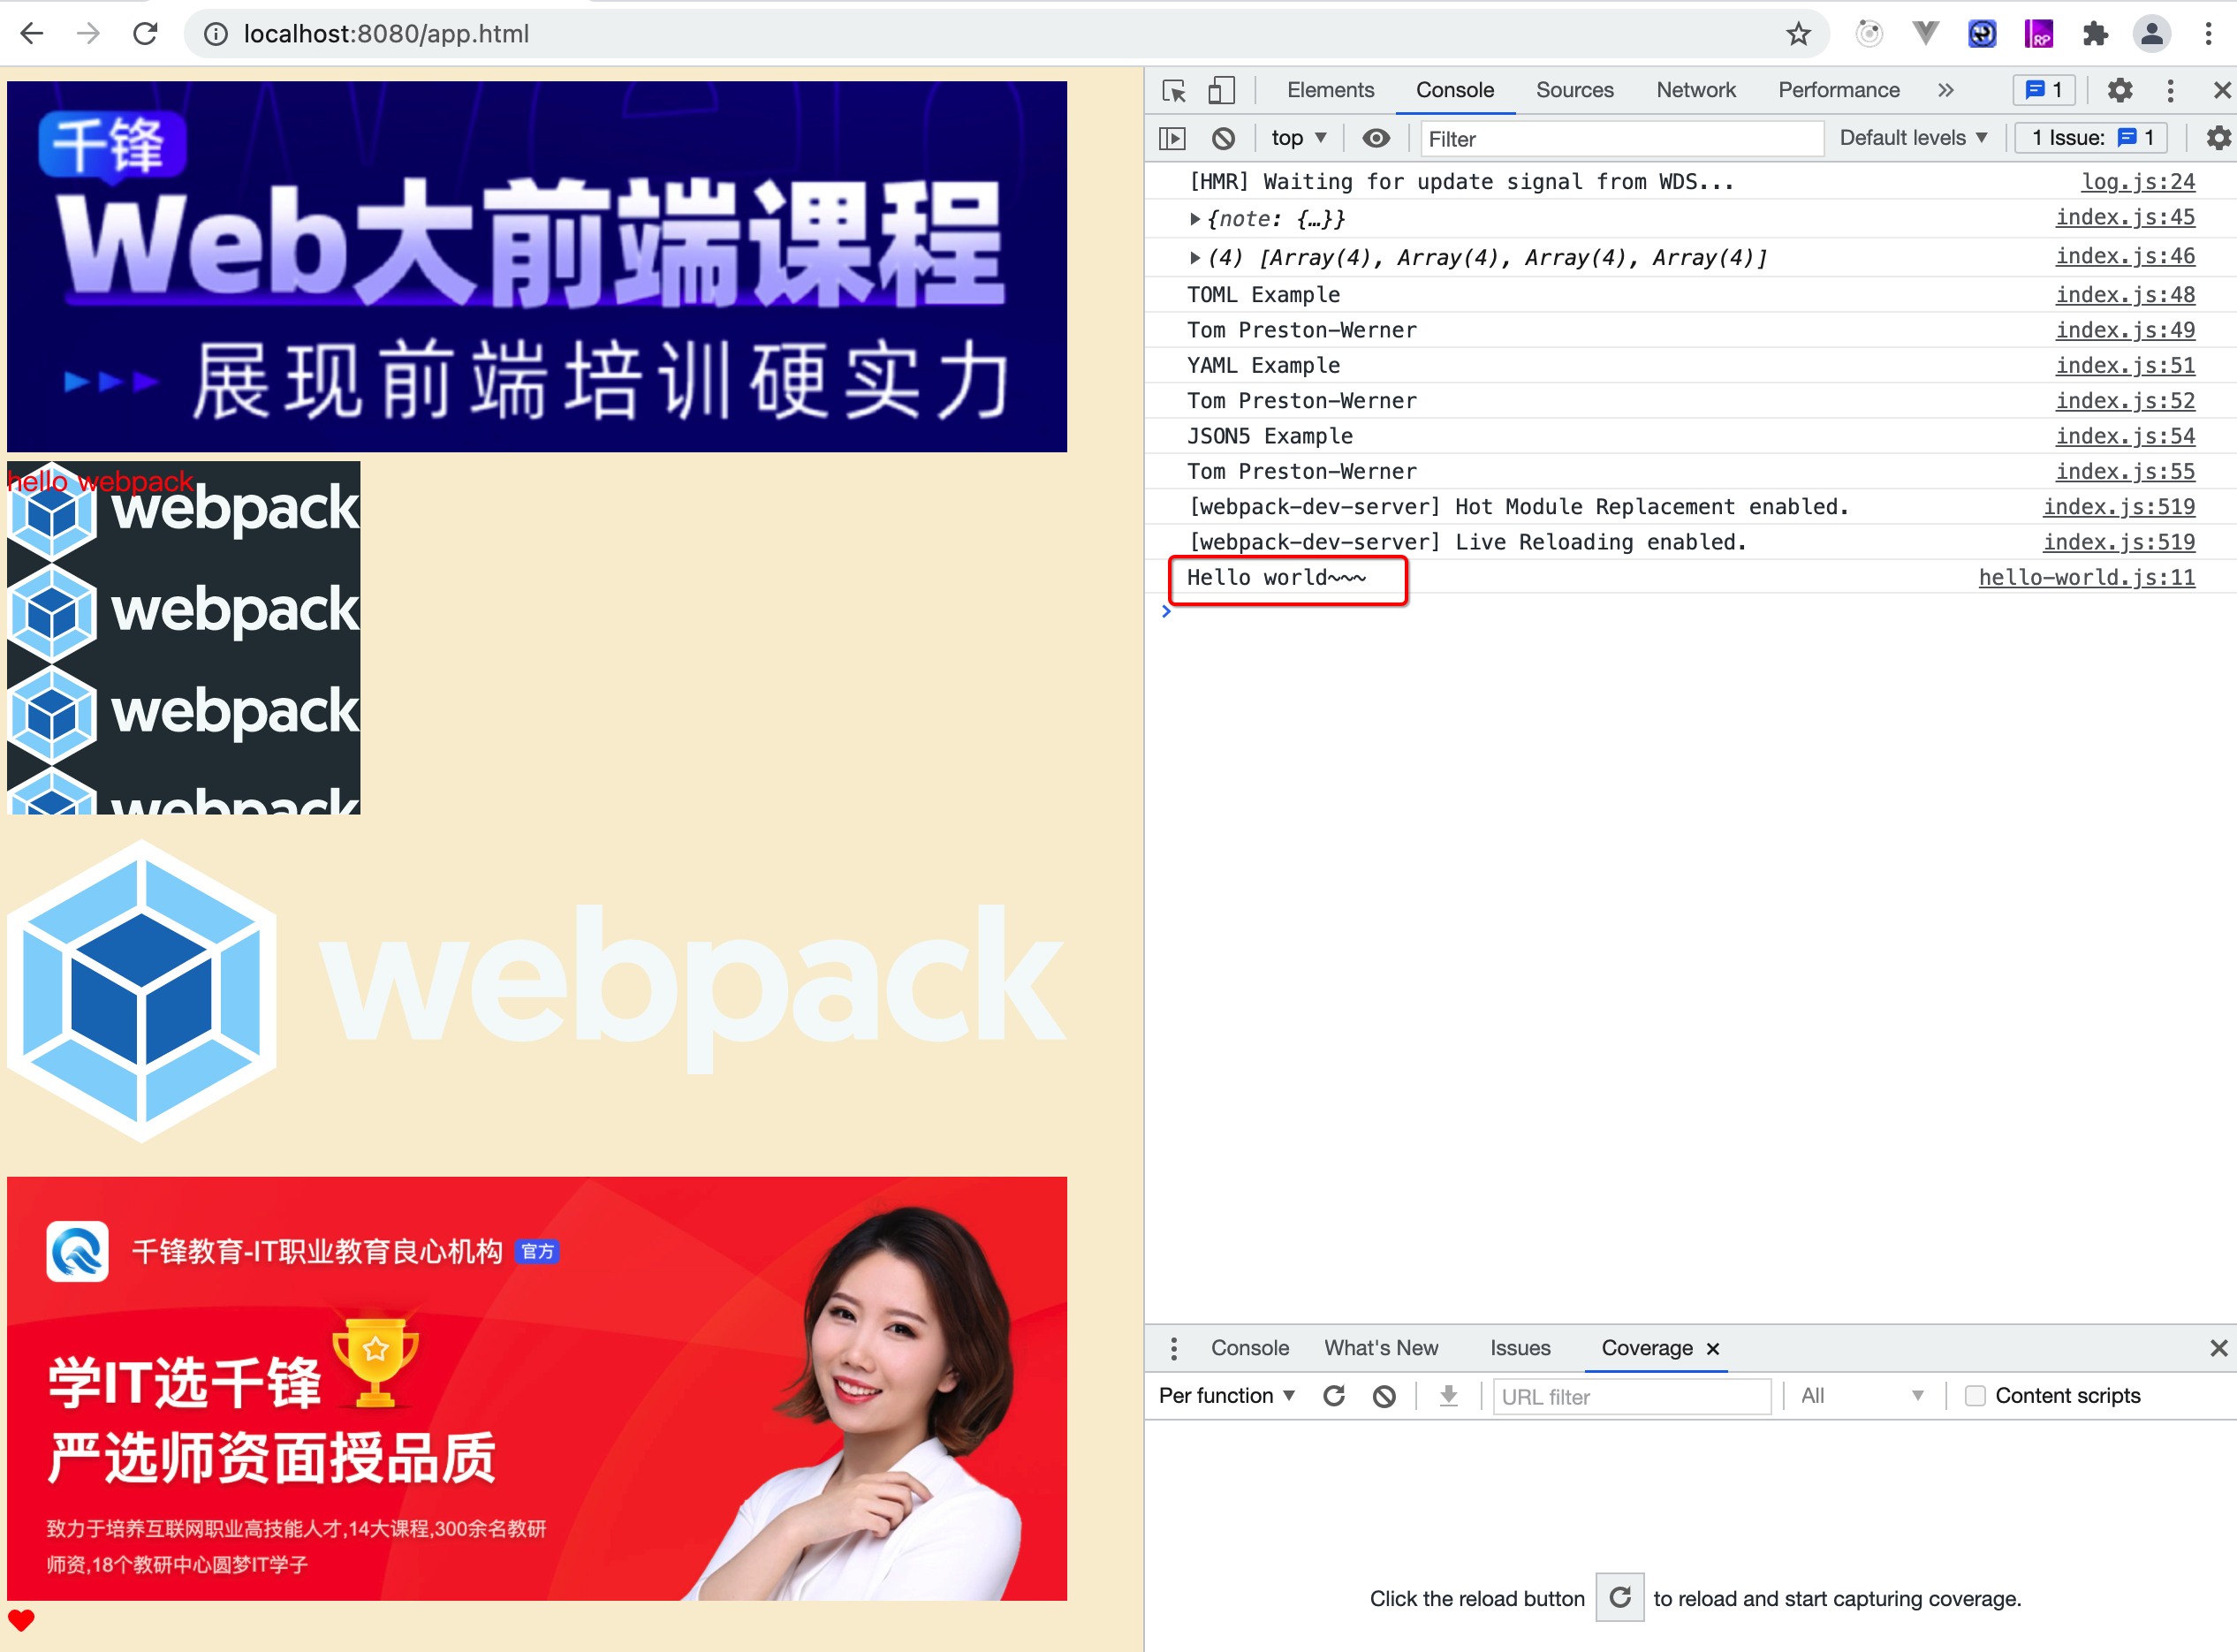 localhost:8080/app.html
千锋
Web大前端课程
展现前端培训硬实力
hello webpack
webpack
webpack
webpack
webpack
webpack
千锋教育-IT职业教育良心机构 官方
学IT选千锋
严选师资面授品质
致力于培养互联网职业高技能人才,14大课程,300余名教研
师资,18个教研中心圆梦IT学子
Elements Console Sources Network Performance 1
top Filter Default levels 1 Issue: 1
[HMR] Waiting for update signal from WDS... log.js:24
{note: {…}} index.js:45
(4) [Array(4), Array(4), Array(4), Array(4)] index.js:46
TOML Example index.js:48
Tom Preston-Werner index.js:49
YAML Example index.js:51
Tom Preston-Werner index.js:52
JSON5 Example index.js:54
Tom Preston-Werner index.js:55
[webpack-dev-server] Hot Module Replacement enabled. index.js:519
[webpack-dev-server] Live Reloading enabled. index.js:519
Hello world~~~ hello-world.js:11
Console What's New Issues Coverage
Per function URL filter All Content scripts
Click the reload button to reload and start capturing coverage.